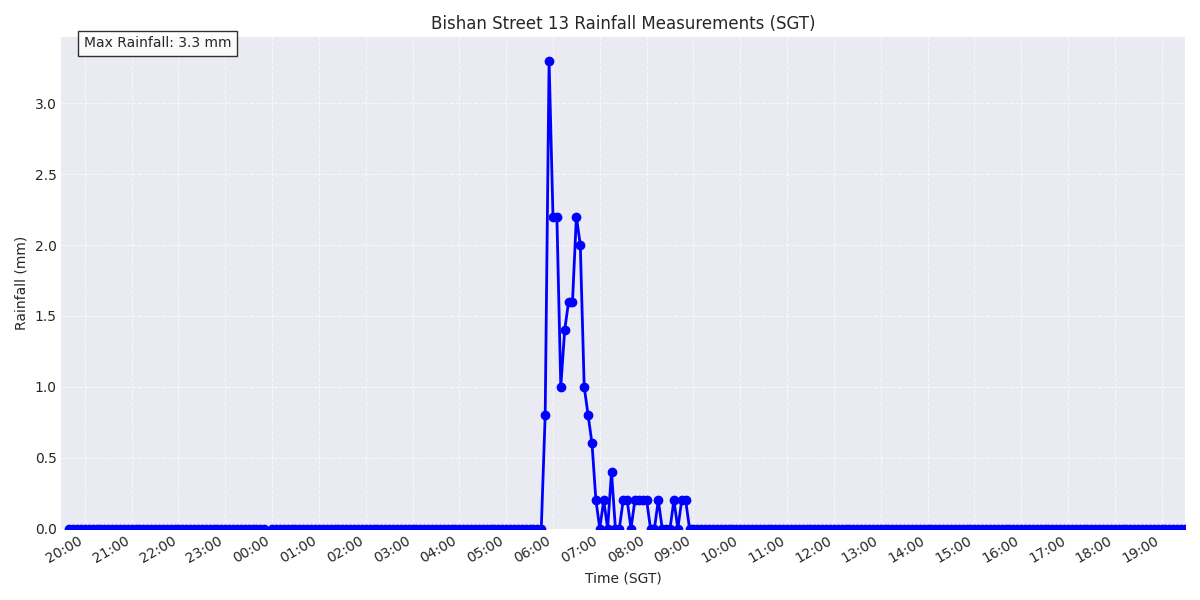 Bishan Street 13 Rainfall Measurements (SGT)
Max Rainfall: 3.3 mm
Rainfall (mm)
3.0
2.5
2.0
1.5
1.0
0.5
0.0
20:00 21:00 22:00 23:00 00:00 01:00 02:00 03:00 04:00 05:00 06:00 07:00 08:00 09:00 10:00 11:00 12:00 13:00 14:00 15:00 16:00 17:00 18:00 19:00
Time (SGT)